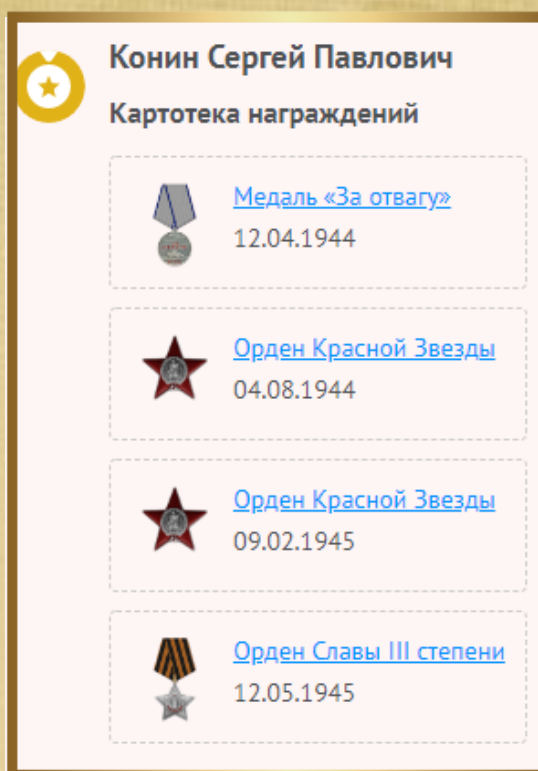 Конин Сергей Павлович
Картотека награждений
Медаль «За отвагу»
12.04.1944
Орден Красной Звезды
04.08.1944
Орден Красной Звезды
09.02.1945
Орден Славы III степени
12.05.1945